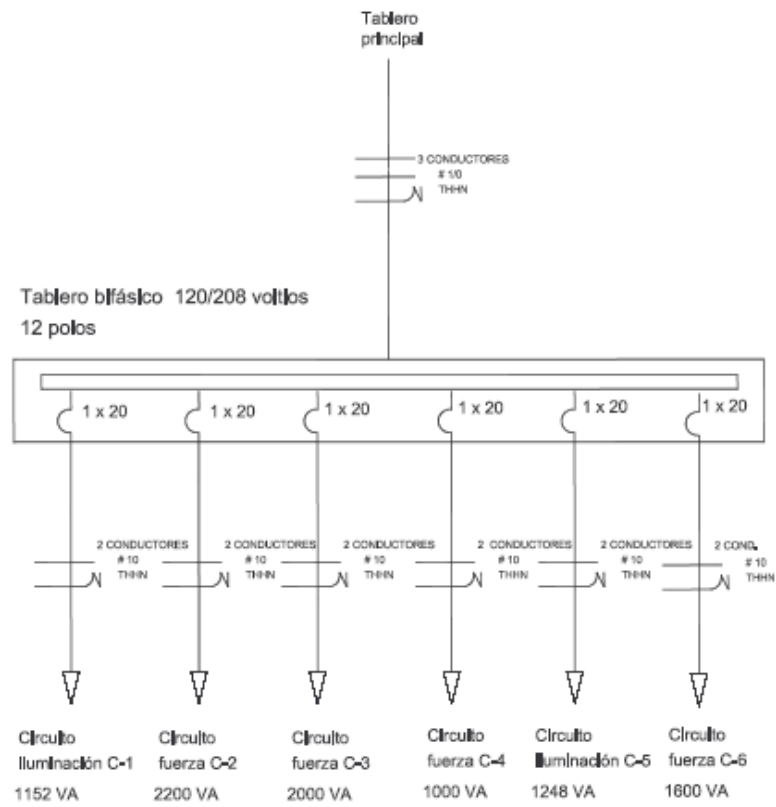 Tablero
principal
3 CONDUCTORES
# 1/0
THHN
N
Tablero bifásico 120/208 voltios
12 polos
1 x 20
1 x 20
1 x 20
1 x 20
1 x 20
1 x 20
2 CONDUCTORES
# 10
THHN
N
2 CONDUCTORES
# 10
THHN
N
2 CONDUCTORES
# 10
THHN
N
2 CONDUCTORES
# 10
THHN
N
2 CONDUCTORES
# 10
THHN
N
2 COND.
# 10
THHN
N
Circuito
iluminación C-1
1152 VA
Circuito
fuerza C-2
2200 VA
Circuito
fuerza C-3
2000 VA
Circuito
fuerza C-4
1000 VA
Circuito
iluminación C-5
1248 VA
Circuito
fuerza C-6
1600 VA